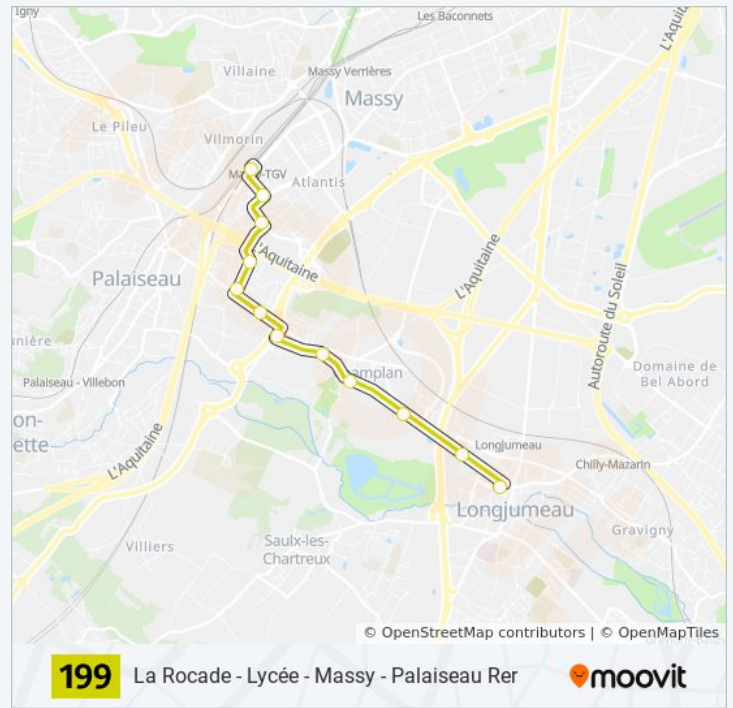 Igny
Les Baconnets
L'Aquitaine
Villaine
Massy Verrières
Massy
Le Pileu
Vilmorin
Atlantis
L'Aquitaine
L'Aquitaine
Palaiseau
Autoroute du Soleil
Palaiseau - Villebon
Domaine de
Bel Abord
L'Aquitaine
Longjumeau
Chilly-Mazarin
Longjumeau
Gravigny
Villiers
Saulx-les-
Chartreux
© OpenStreetMap contributors | © OpenMapTiles
199 La Rocade - Lycée - Massy - Palaiseau Rer moovit